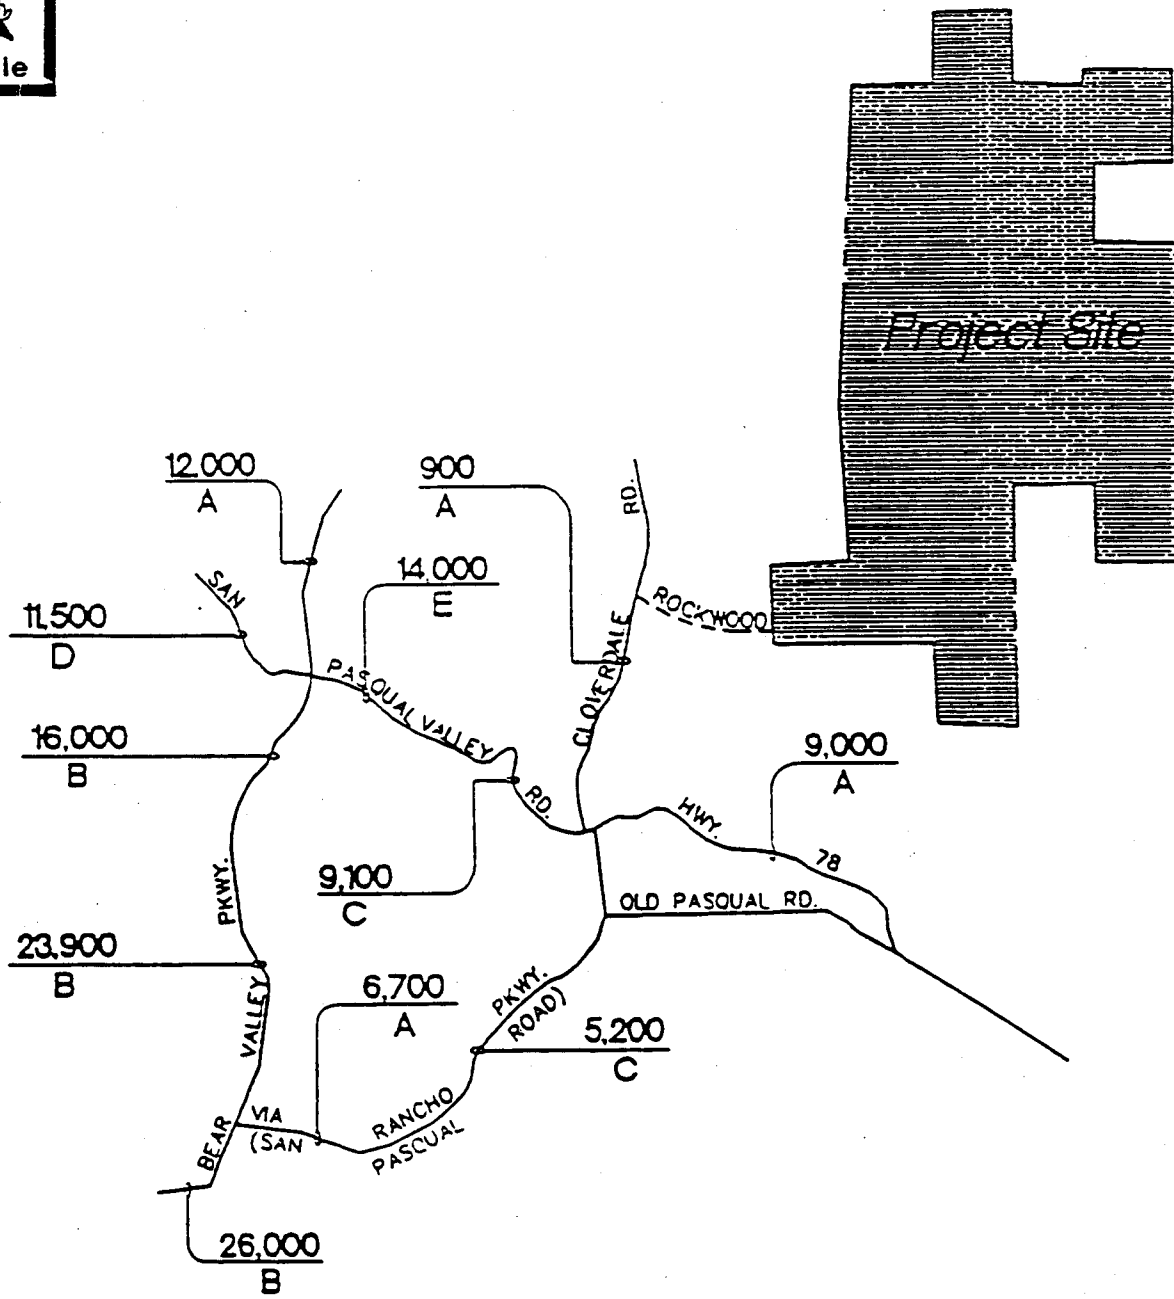 le
Project Site
12,000
A
900
A
RD.
14,000
E
SAN
ROCKWOOD
11,500
D
CLOVERDALE
PASQUAL VALLEY
16,000
B
9,000
A
RD.
HWY.
78
9,100
C
PKWY.
OLD PASQUAL RD.
23,900
B
6,700
A
PKWY.
ROAD)
VALLEY
5,200
C
VIA
(SAN
RANCHO
PASQUAL
BEAR
26,000
B